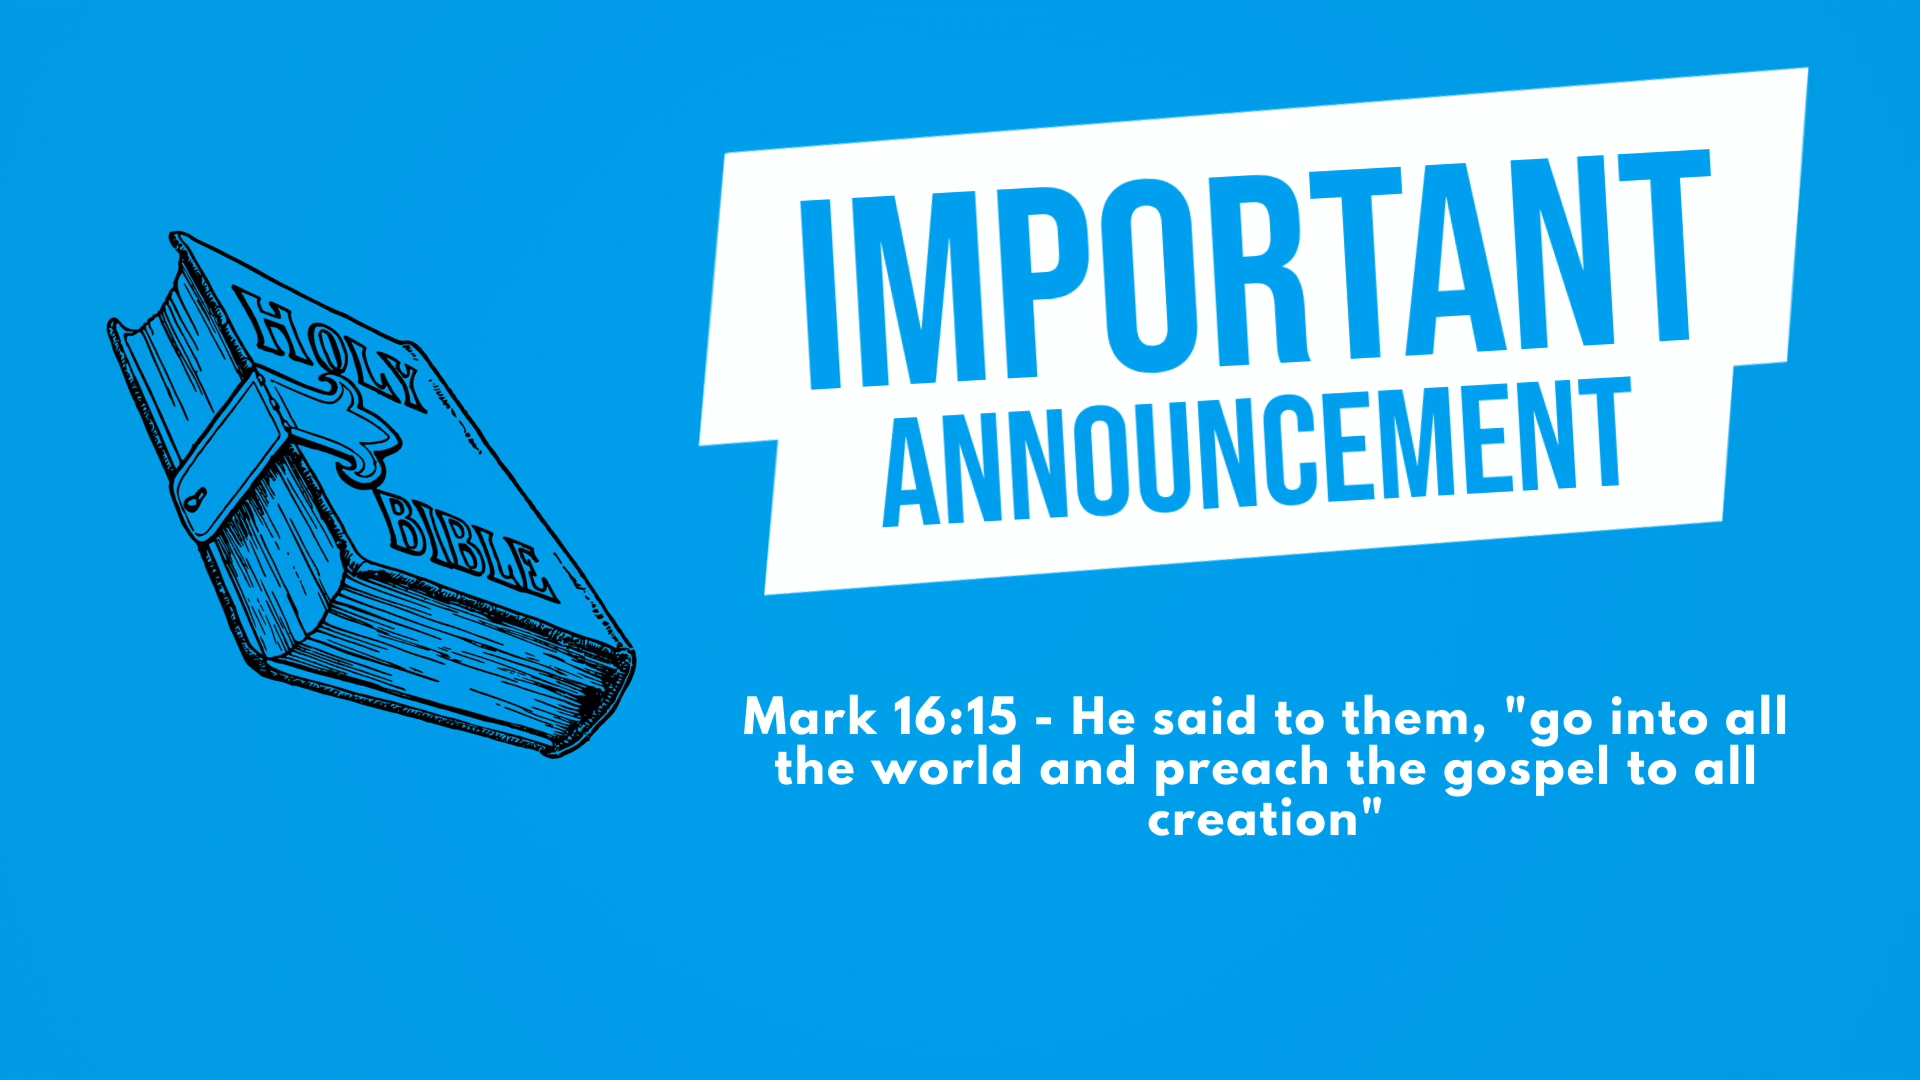 HOLY
BIBLE
IMPORTANT
ANNOUNCEMENT
Mark 16:15 - He said to them, "go into all
the world and preach the gospel to all
creation"